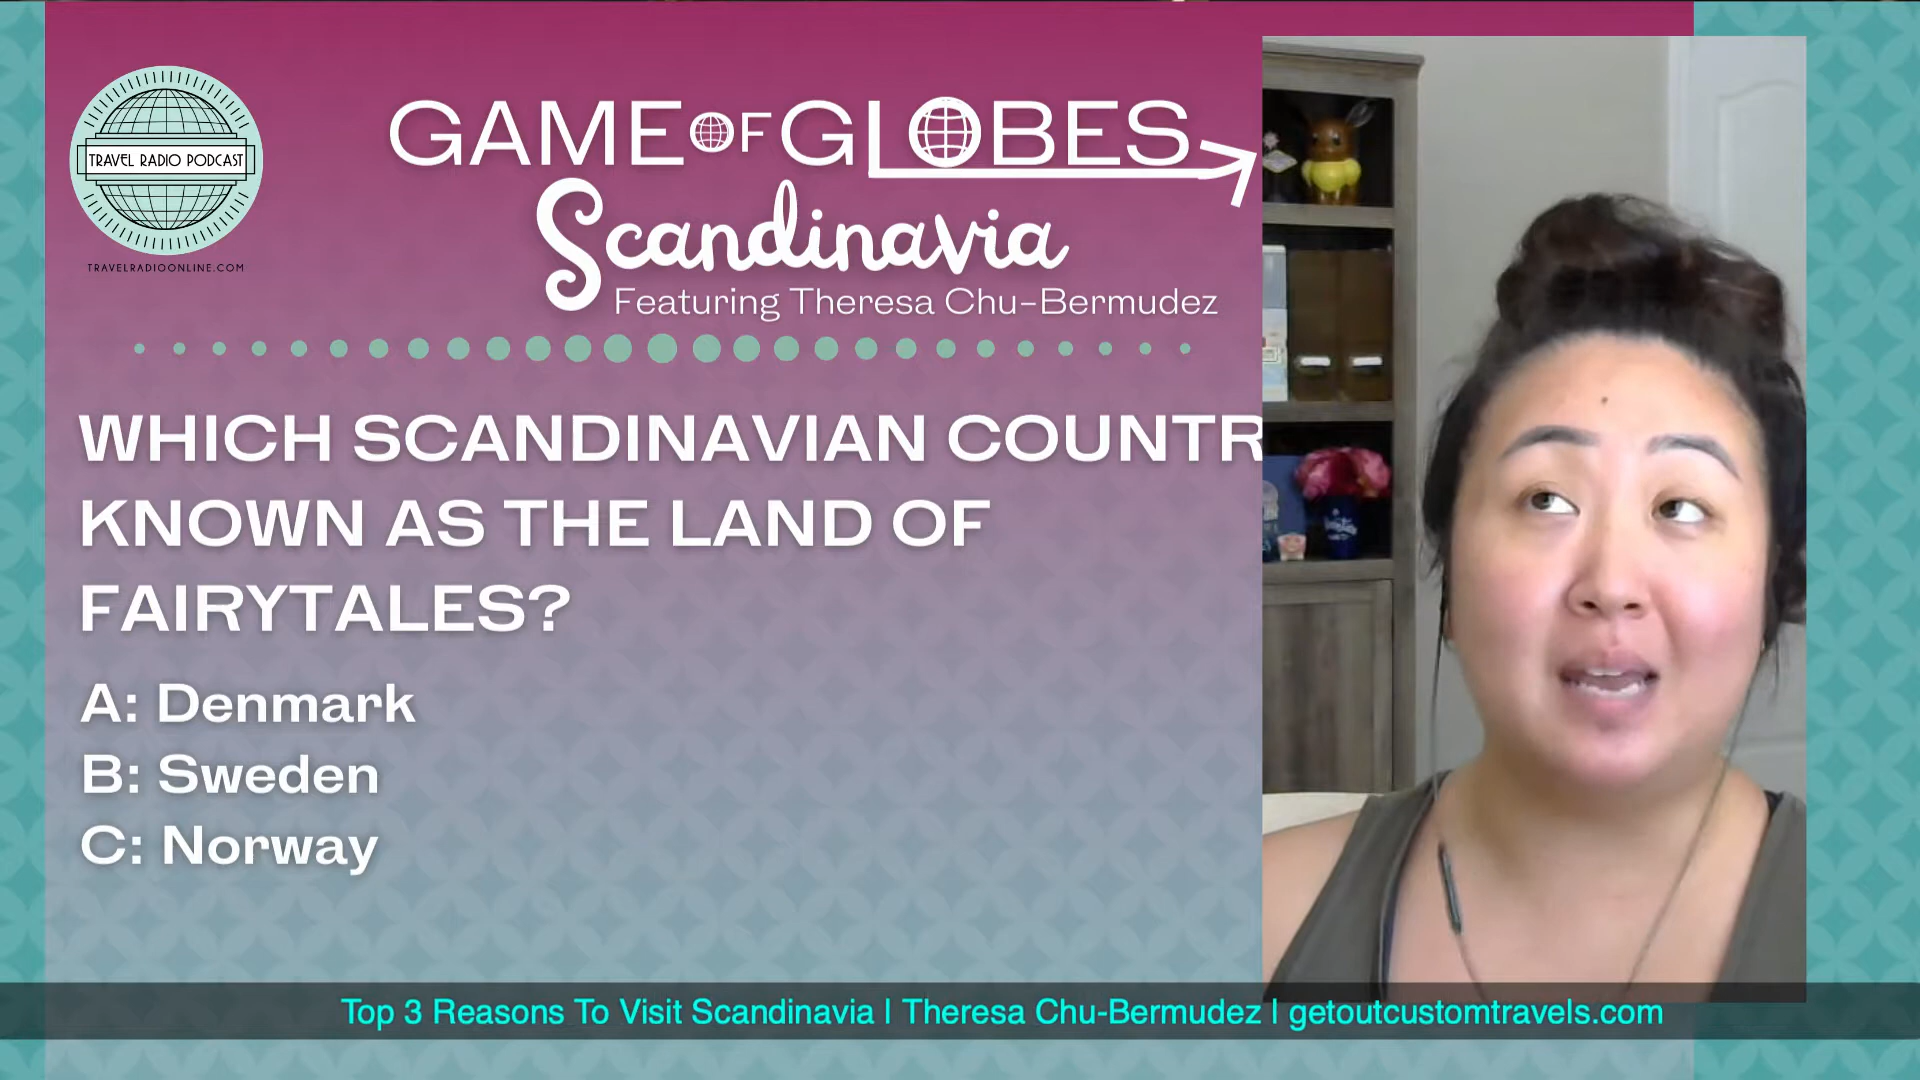 TRAVEL RADIO PODCAST
TRAVELRADIOONLINE.COM
GAME OF GLOBES
Scandinavia
Featuring Theresa Chu-Bermudez
WHICH SCANDINAVIAN COUNTR
KNOWN AS THE LAND OF
FAIRYTALES?
A: Denmark
B: Sweden
C: Norway
Top 3 Reasons To Visit Scandinavia | Theresa Chu-Bermudez | getoutcustomtravels.com